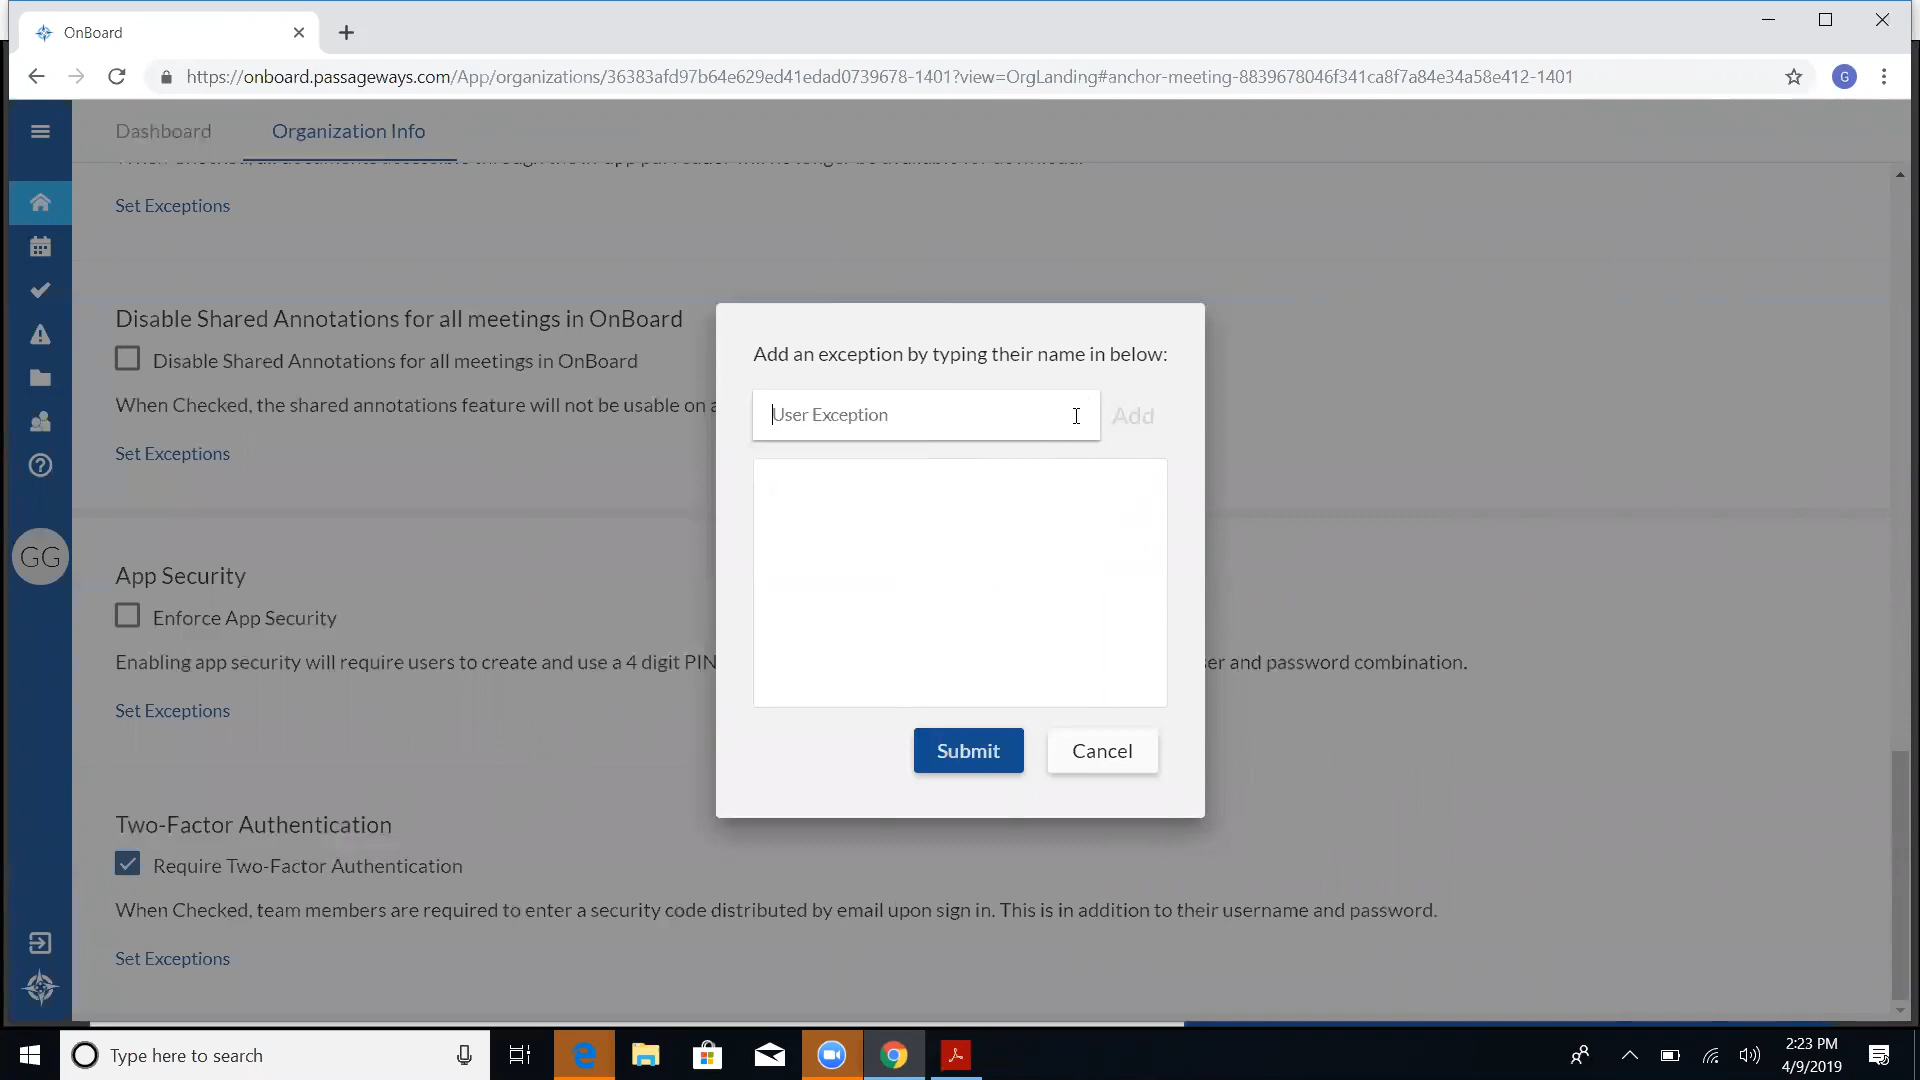 OnBoard
https://onboard.passageways.com/App/organizations/36383afd97b64e629ed41edad0739678-1401?view=OrgLanding#anchor-meeting-8839678046f341ca8f7a84e34a58e412-1401
G
Dashboard
Organization Info
Set Exceptions
Disable Shared Annotations for all meetings in OnBoard
Disable Shared Annotations for all meetings in OnBoard
When Checked, the shared annotations feature will not be usable on a
Set Exceptions
GG
App Security
Enforce App Security
Enabling app security will require users to create and use a 4 digit PIN
and password combination.
Set Exceptions
Two-Factor Authentication
Require Two-Factor Authentication
When Checked, team members are required to enter a security code distributed by email upon sign in. This is in addition to their username and password.
Set Exceptions
Add an exception by typing their name in below:
User Exception
Add
Submit
Cancel
Type here to search
2:23 PM
4/9/2019